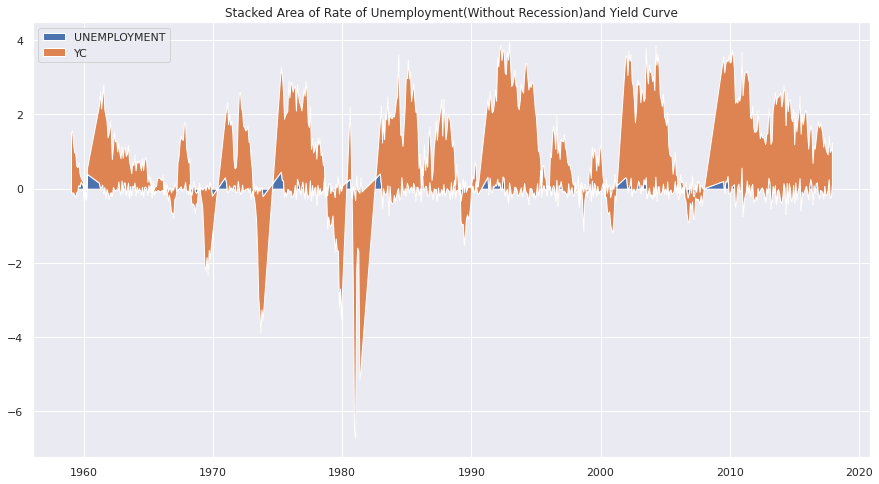 Stacked Area of Rate of Unemployment(Without Recession)and Yield Curve
UNEMPLOYMENT
YC
4
2
0
−2
−4
−6
1960 1970 1980 1990 2000 2010 2020